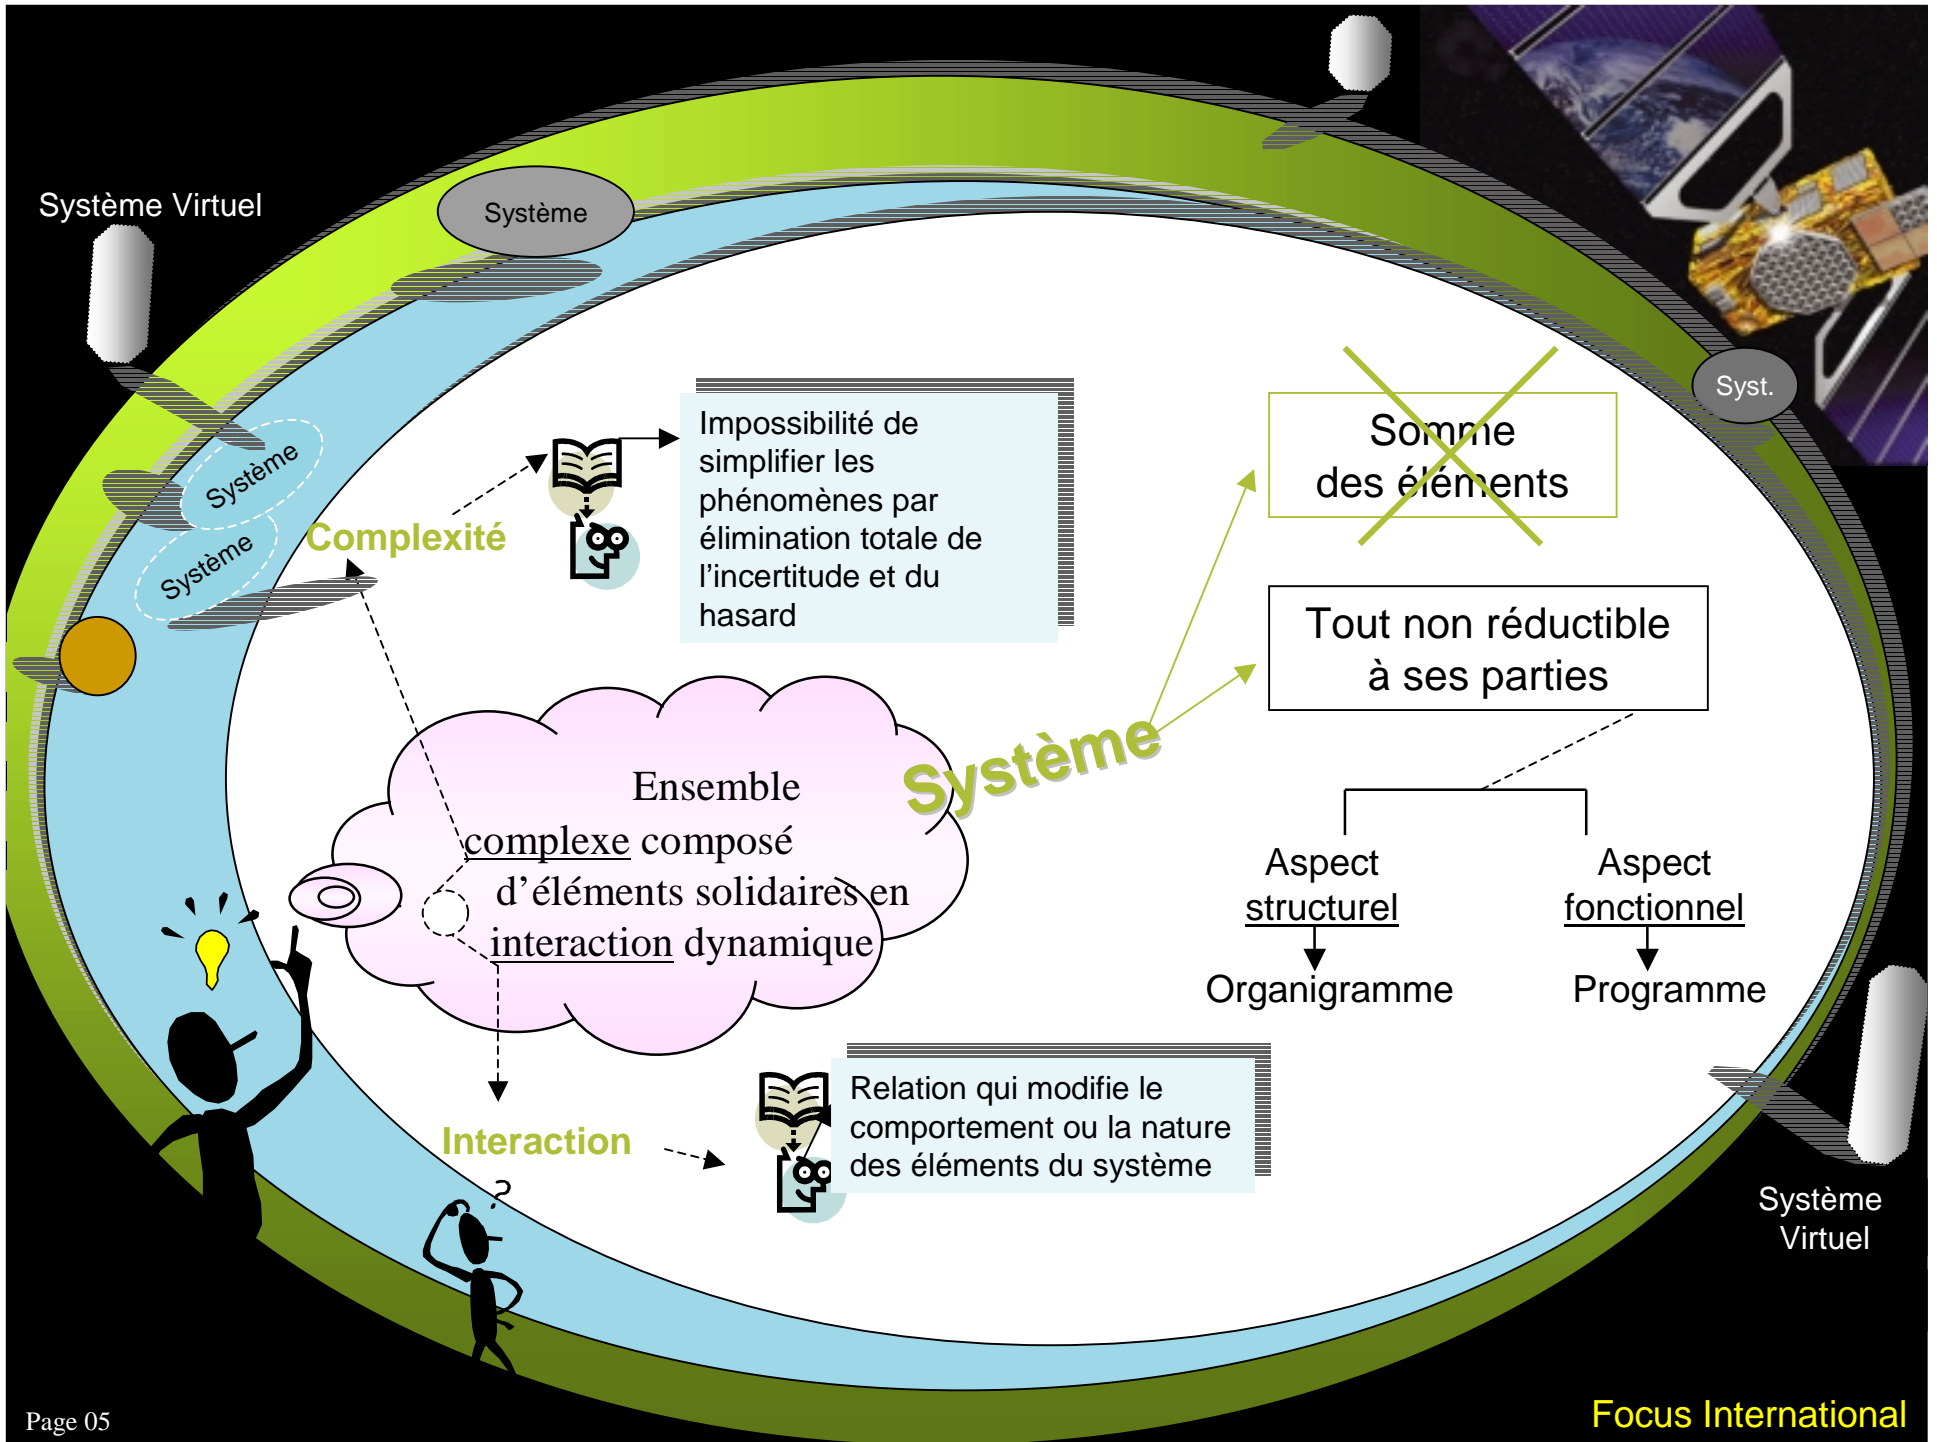 Système Virtuel
Système
Syst.
Système
Système
Complexité
Impossibilité de
simplifier les
phénomènes par
élimination totale de
l’incertitude et du
hasard
Somme
des éléments
Tout non réductible
à ses parties
Système
Ensemble
complexe composé
d’éléments solidaires en
interaction dynamique
Aspect
structurel
Organigramme
Aspect
fonctionnel
Programme
Interaction
Relation qui modifie le
comportement ou la nature
des éléments du système
?
Système
Virtuel
Page 05
Focus International